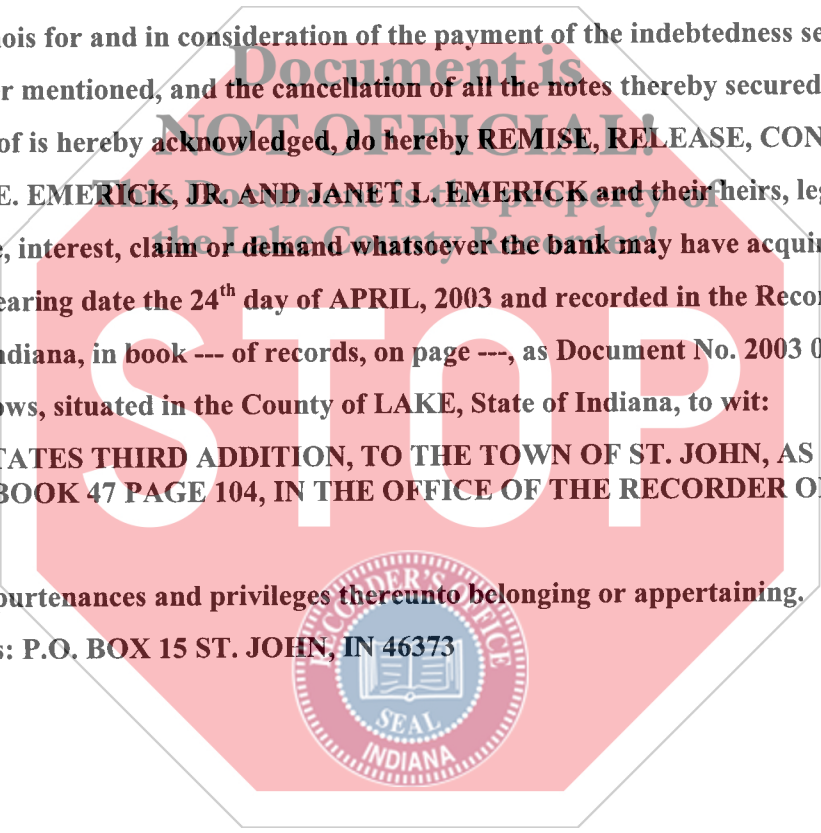 nois for and in consideration of the payment of the indebtedness se
Document is
r mentioned, and the cancellation of all the notes thereby secured
NOT OFFICIAL!
of is hereby acknowledged, do hereby REMISE, RELEASE, CON
This Document is the property of
E. EMERICK, JR. AND JANET L. EMERICK and their heirs, leg
the Lake County Recorder!
e, interest, claim or demand whatsoever the bank may have acqui
earing date the 24th day of APRIL, 2003 and recorded in the Reco
ndiana, in book --- of records, on page ---, as Document No. 2003 0
ows, situated in the County of LAKE, State of Indiana, to wit:
STOP
TATES THIRD ADDITION, TO THE TOWN OF ST. JOHN, AS
BOOK 47 PAGE 104, IN THE OFFICE OF THE RECORDER O
purtenances and privileges thereunto belonging or appertaining.
s: P.O. BOX 15 ST. JOHN, IN 46373
RECORDER'S OFFICE
SEAL
INDIANA